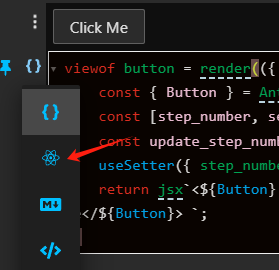 Click Me
{} viewof button = render(({
const { Button } = Ant
{} const [step_number, se
const update_step_numb
useSetter({ step_numbe
return jsx`<${Button}
M↓ </${Button}> `;
</>